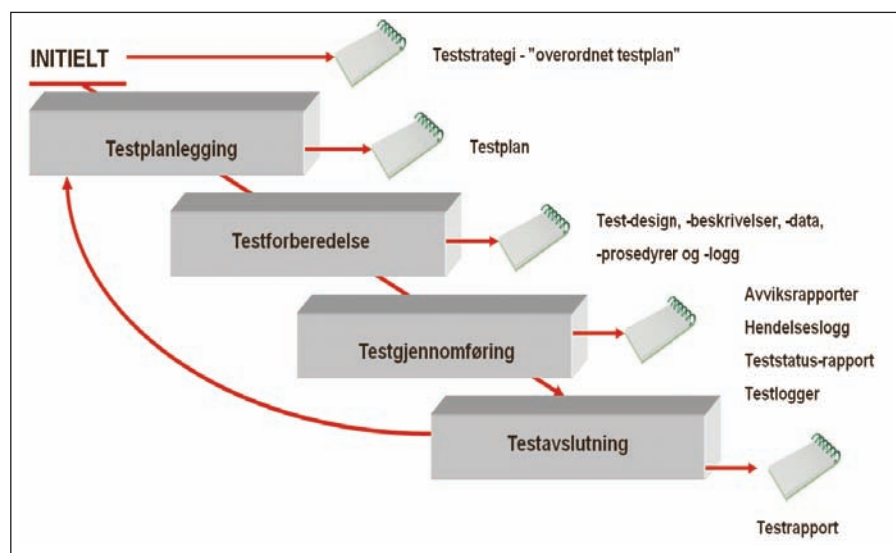 INITIELT
Teststrategi - "overordnet testplan"
Testplanlegging
Testplan
Testforberedelse
Test-design, -beskrivelser, -data,
-prosedyrer og -logg
Testgjennomføring
Avviksrapporter
Hendelseslogg
Teststatus-rapport
Testlogger
Testavslutning
Testrapport